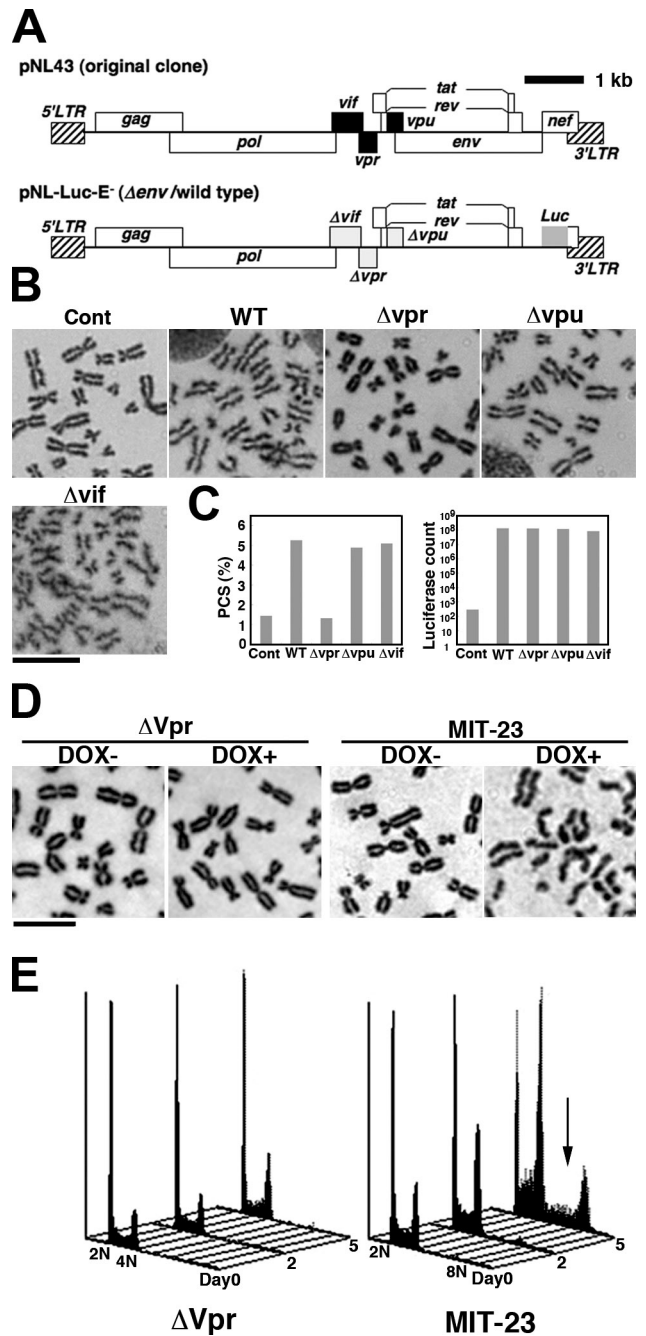 A
pNL43 (original clone)
1 kb
5'LTR
gag
pol
vif
vpr
tat
rev
vpu
env
nef
3'LTR
pNL-Luc-E- (Δenv/wild type)
5'LTR
gag
pol
Δvif
Δvpr
tat
rev
Δvpu
Luc
3'LTR
B
Cont
WT
Δvpr
Δvpu
Δvif
C
PCS (%)
6
5
4
3
2
1
0
Cont WT Δvpr Δvpu Δvif
Luciferase count
10⁹
10⁸
10⁷
10⁶
10⁵
10⁴
10³
10²
10
1
Cont WT Δvpr Δvpu Δvif
D
ΔVpr
MIT-23
DOX-
DOX+
DOX-
DOX+
E
2N
4N
Day0
2
5
ΔVpr
2N
8N
Day0
2
5
MIT-23